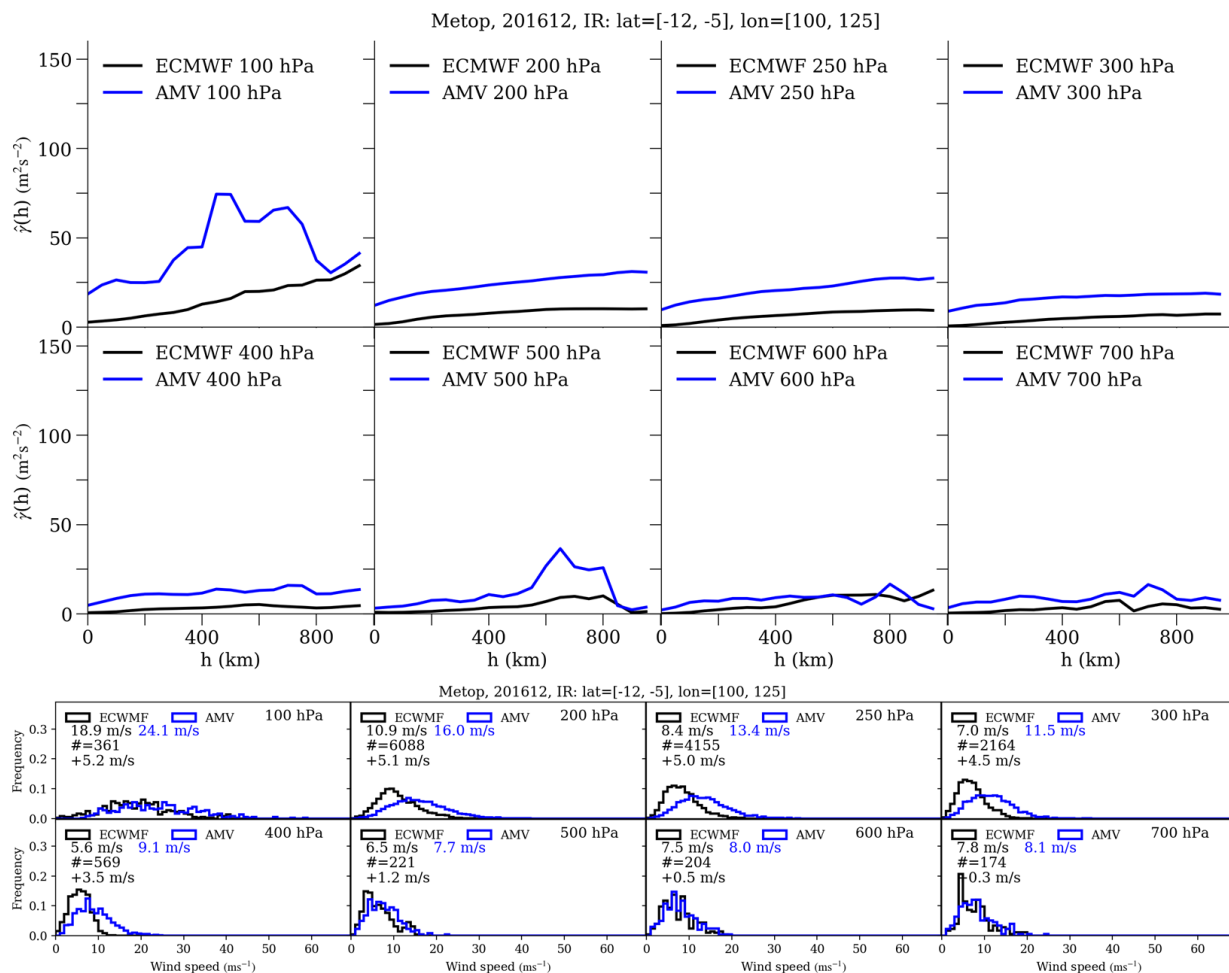 Metop, 201612, IR: lat=[-12, -5], lon=[100, 125]
ECMWF 100 hPa
AMV 100 hPa
ECMWF 200 hPa
AMV 200 hPa
ECMWF 250 hPa
AMV 250 hPa
ECMWF 300 hPa
AMV 300 hPa
150
100
50
0
γ̂(h) (m²s⁻²)
ECMWF 400 hPa
AMV 400 hPa
ECMWF 500 hPa
AMV 500 hPa
ECMWF 600 hPa
AMV 600 hPa
ECMWF 700 hPa
AMV 700 hPa
150
100
50
0
γ̂(h) (m²s⁻²)
0 400 800 0 400 800 0 400 800 0 400 800
h (km) h (km) h (km) h (km)
Metop, 201612, IR: lat=[-12, -5], lon=[100, 125]
ECWMF AMV 100 hPa
18.9 m/s 24.1 m/s
#=361
+5.2 m/s
ECWMF AMV 200 hPa
10.9 m/s 16.0 m/s
#=6088
+5.1 m/s
ECWMF AMV 250 hPa
8.4 m/s 13.4 m/s
#=4155
+5.0 m/s
ECWMF AMV 300 hPa
7.0 m/s 11.5 m/s
#=2164
+4.5 m/s
0.3
0.2
0.1
0.0
Frequency
ECWMF AMV 400 hPa
5.6 m/s 9.1 m/s
#=569
+3.5 m/s
ECWMF AMV 500 hPa
6.5 m/s 7.7 m/s
#=221
+1.2 m/s
ECWMF AMV 600 hPa
7.5 m/s 8.0 m/s
#=204
+0.5 m/s
ECWMF AMV 700 hPa
7.8 m/s 8.1 m/s
#=174
+0.3 m/s
0.3
0.2
0.1
0.0
Frequency
0 10 20 30 40 50 60 0 10 20 30 40 50 60 0 10 20 30 40 50 60 0 10 20 30 40 50 60
Wind speed (ms⁻¹) Wind speed (ms⁻¹) Wind speed (ms⁻¹) Wind speed (ms⁻¹)